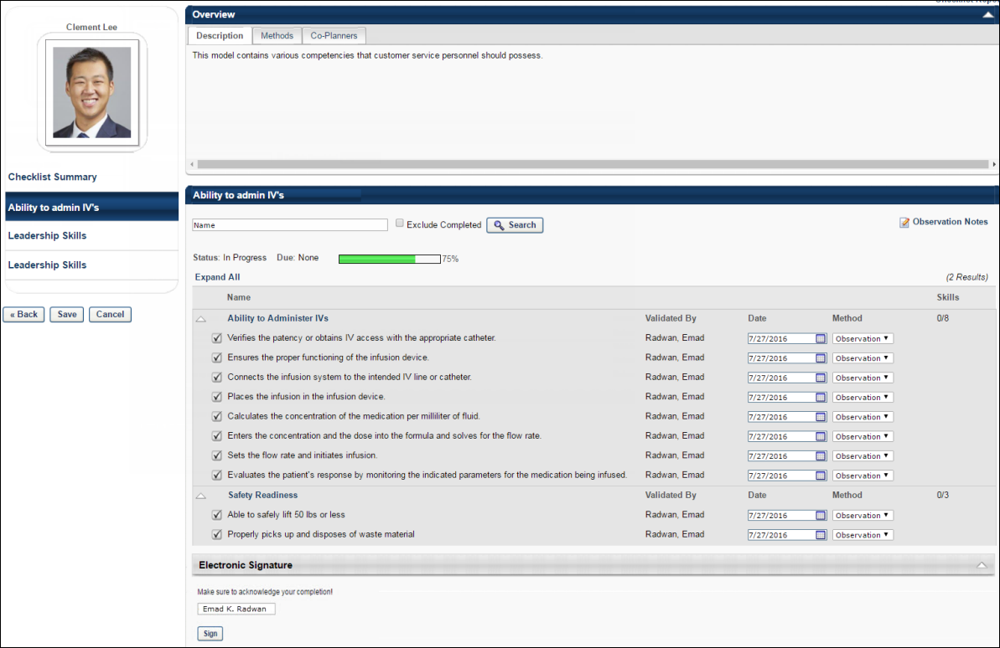 Clement Lee
Checklist Summary
Ability to admin IV's
Leadership Skills
Leadership Skills
« Back Save Cancel
Overview
Description Methods Co-Planners
This model contains various competencies that customer service personnel should possess.
Ability to admin IV's
Name Exclude Completed Search Observation Notes
Status: In Progress Due: None 75%
Expand All (2 Results)
Name Skills
Ability to Administer IVs Validated By Date Method 0/8
Verifies the patency or obtains IV access with the appropriate catheter. Radwan, Emad 7/27/2016 Observation
Ensures the proper functioning of the infusion device. Radwan, Emad 7/27/2016 Observation
Connects the infusion system to the intended IV line or catheter. Radwan, Emad 7/27/2016 Observation
Places the infusion in the infusion device. Radwan, Emad 7/27/2016 Observation
Calculates the concentration of the medication per milliliter of fluid. Radwan, Emad 7/27/2016 Observation
Enters the concentration and the dose into the formula and solves for the flow rate. Radwan, Emad 7/27/2016 Observation
Sets the flow rate and initiates infusion. Radwan, Emad 7/27/2016 Observation
Evaluates the patient's response by monitoring the indicated parameters for the medication being infused. Radwan, Emad 7/27/2016 Observation
Safety Readiness Validated By Date Method 0/3
Able to safely lift 50 lbs or less Radwan, Emad 7/27/2016 Observation
Properly picks up and disposes of waste material Radwan, Emad 7/27/2016 Observation
Electronic Signature
Make sure to acknowledge your completion!
Emad K. Radwan
Sign